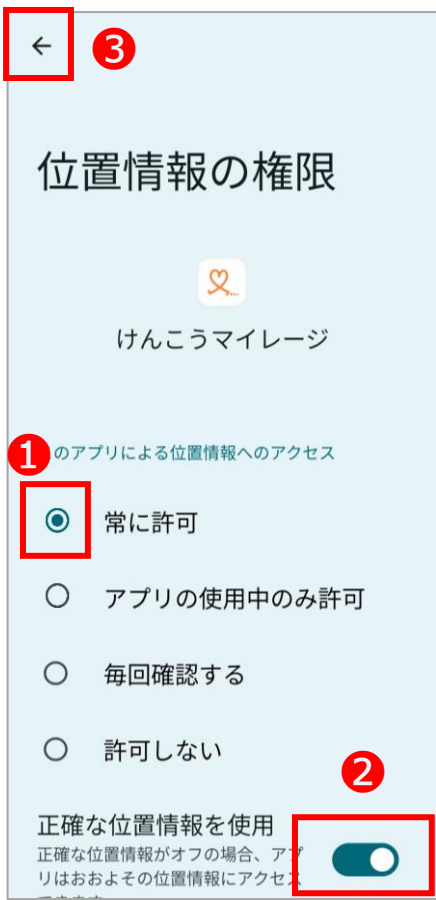 ← ③
位置情報の権限
けんこうマイレージ
① のアプリによる位置情報へのアクセス
常に許可
アプリの使用中のみ許可
毎回確認する
許可しない
②
正確な位置情報を使用
正確な位置情報がオフの場合、アプ
リはおおよその位置情報にアクセス